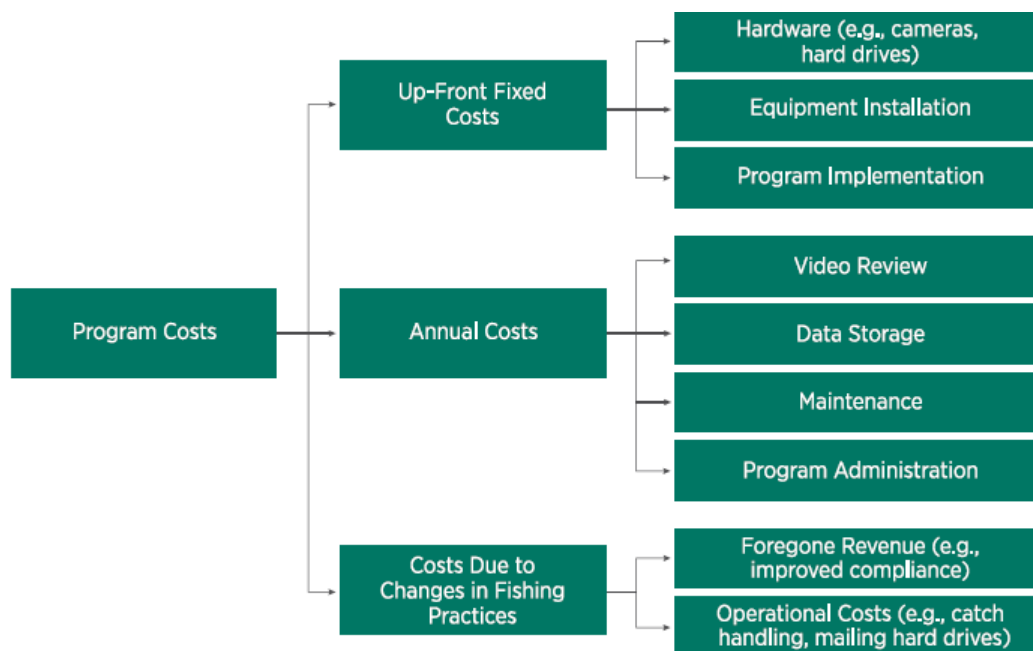 Program Costs
Up-Front Fixed
Costs
Hardware (e.g., cameras,
hard drives)
Equipment Installation
Program Implementation
Annual Costs
Video Review
Data Storage
Maintenance
Program Administration
Costs Due to
Changes in Fishing
Practices
Foregone Revenue (e.g.,
improved compliance)
Operational Costs (e.g., catch
handling, mailing hard drives)